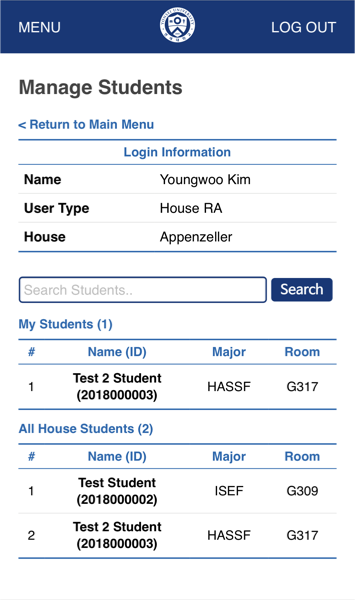 MENU
LOG OUT
Manage Students
< Return to Main Menu
Login Information
Name Youngwoo Kim
User Type House RA
House Appenzeller
Search Students..
Search
My Students (1)
# Name (ID) Major Room
1 Test 2 Student (2018000003) HASSF G317
All House Students (2)
# Name (ID) Major Room
1 Test Student (2018000002) ISEF G309
2 Test 2 Student (2018000003) HASSF G317